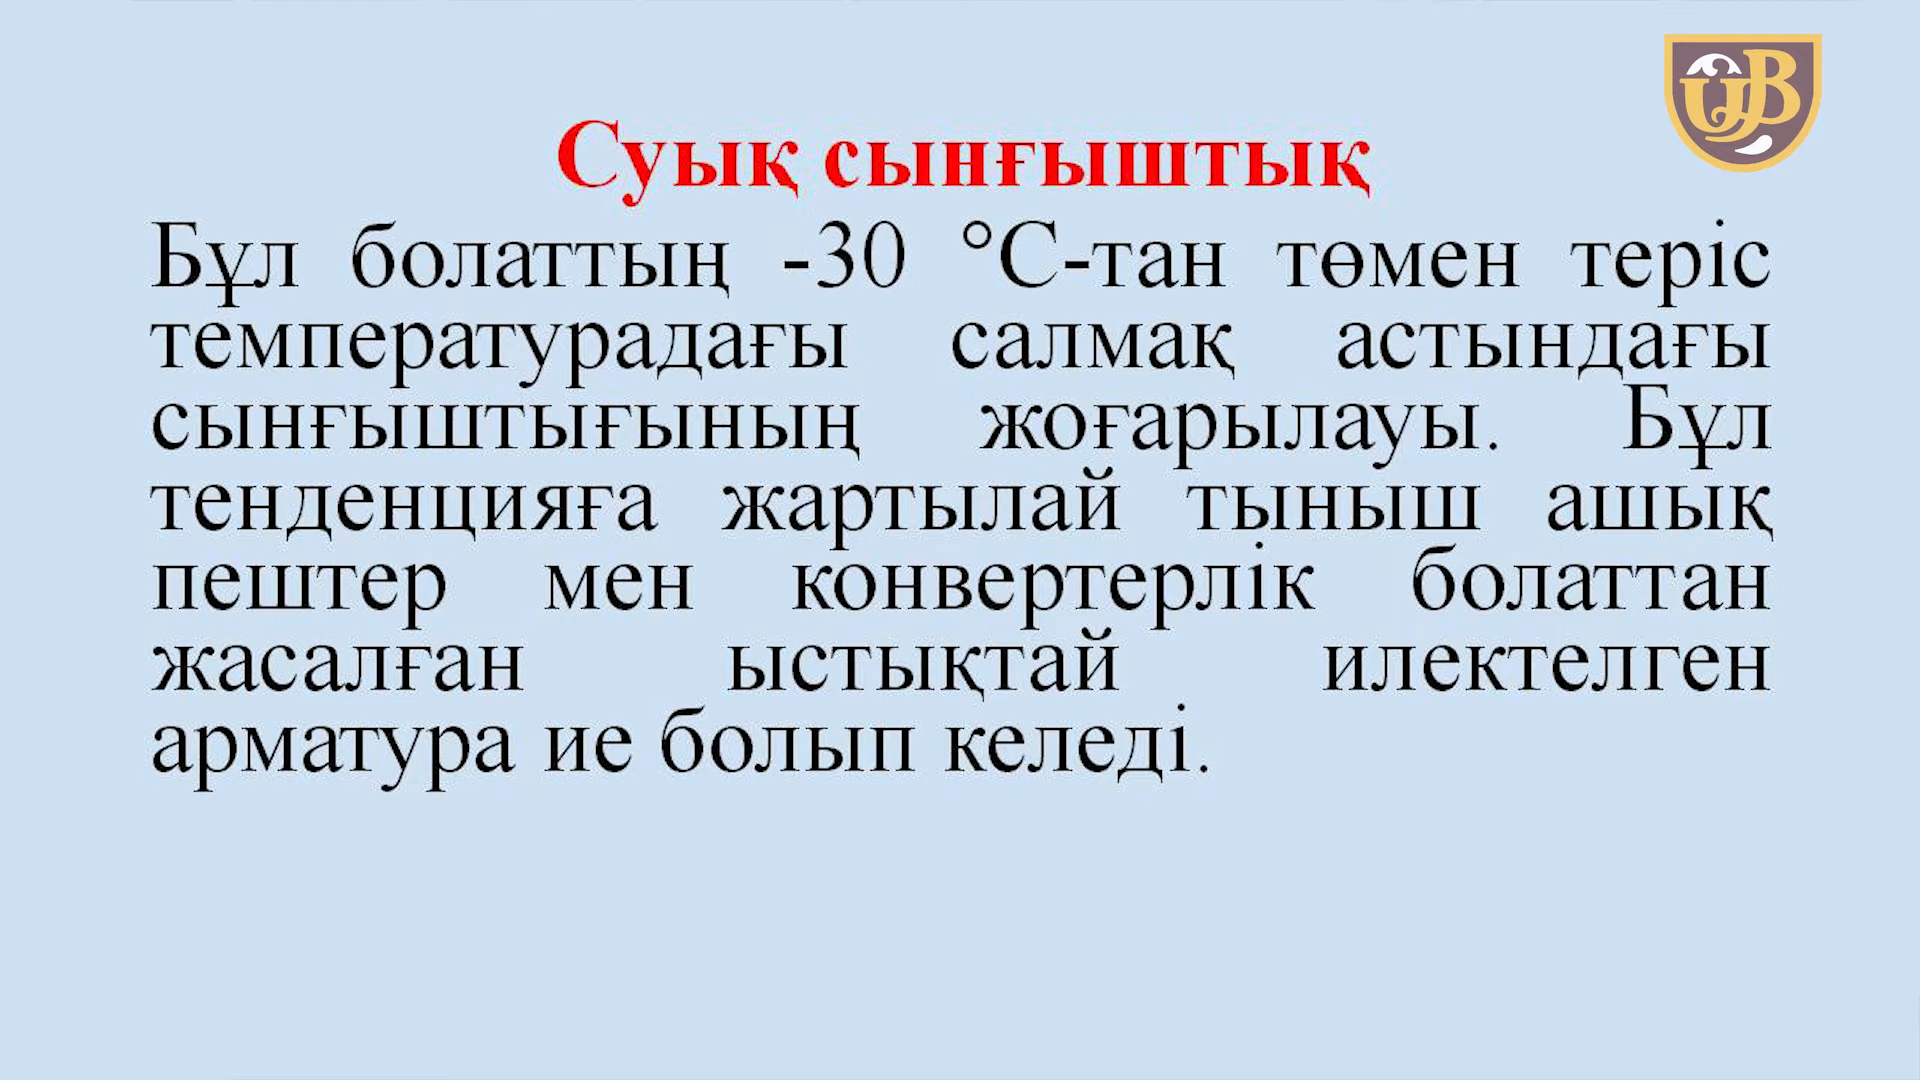 Суық сынғыштық
Бұл болаттың -30 °С-тан төмен теріс
температурадағы салмақ астындағы
сынғыштығының жоғарылауы. Бұл
тенденцияға жартылай тыныш ашық
пештер мен конвертерлік болаттан
жасалған ыстықтай илектелген
арматура ие болып келеді.